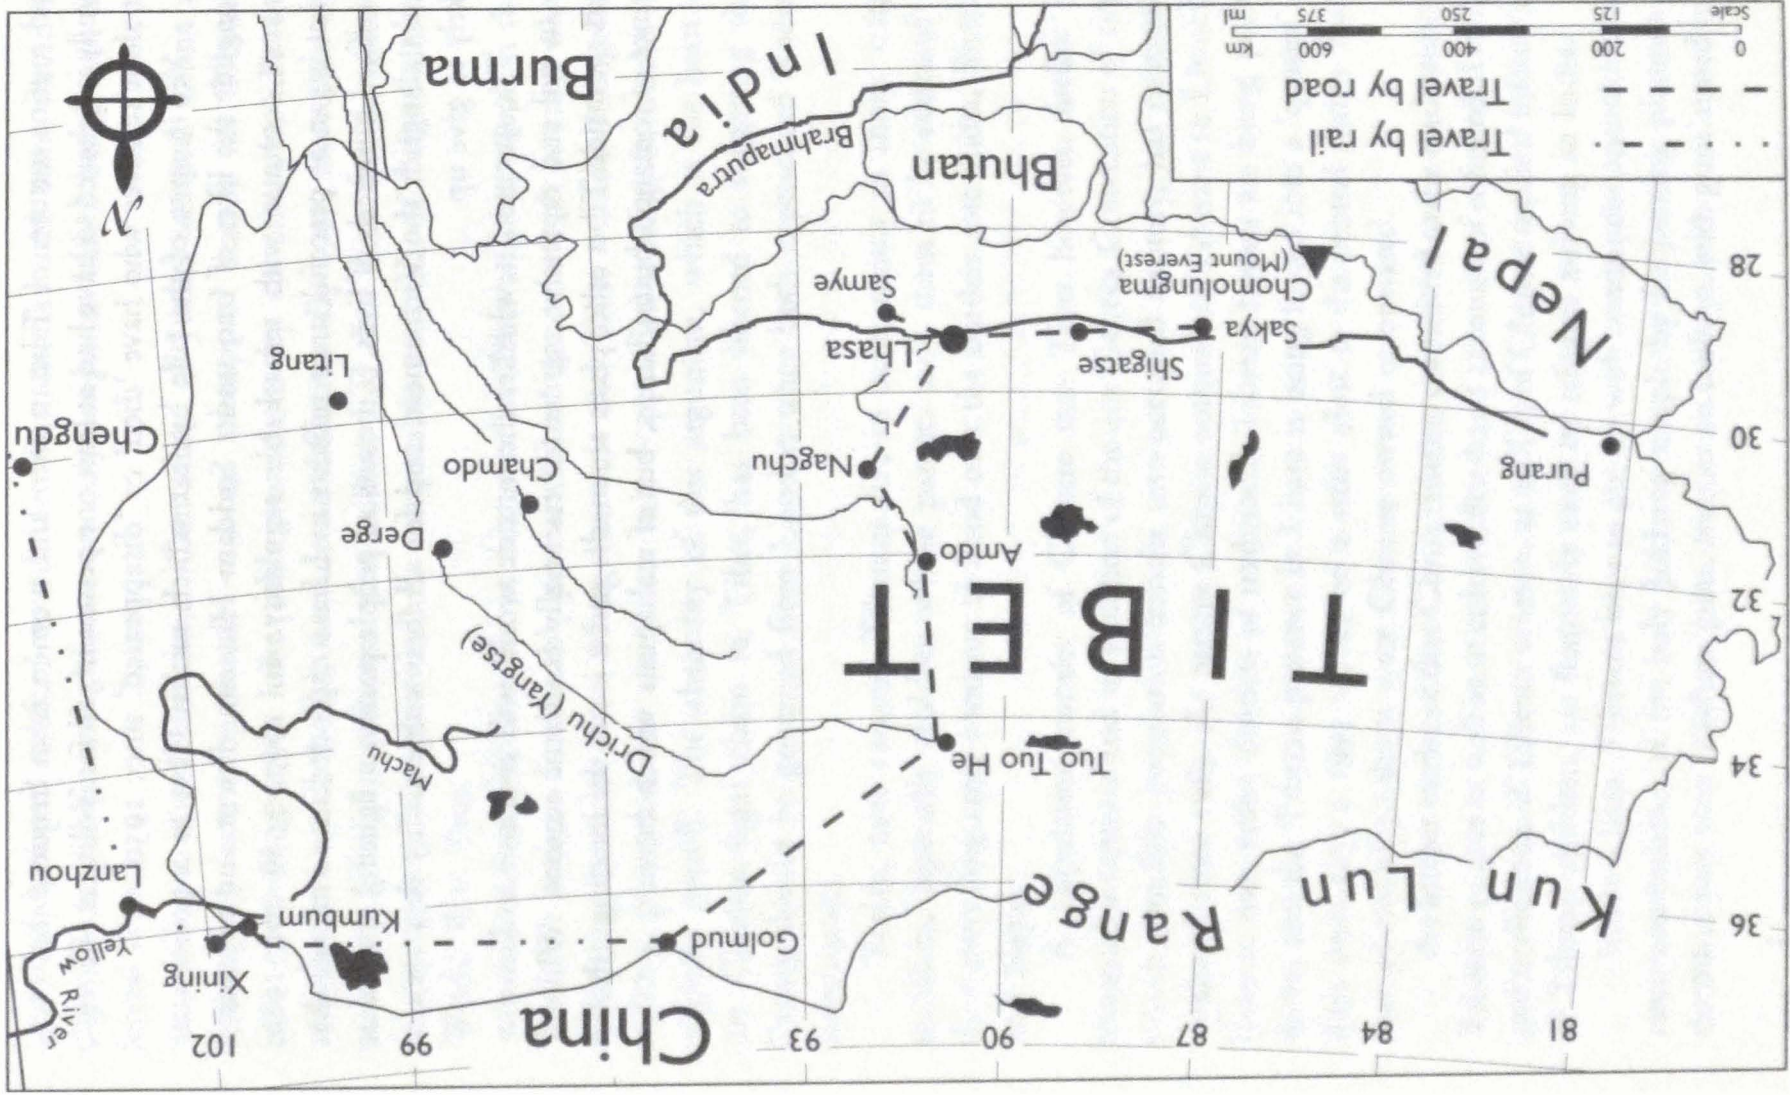 81
84
87
90
93
96
99
102
China
Kun Lun Range
36
34
32
30
28
Golmud
Kumbum
Xining
Yellow River
Lanzhou
Tuo Tuo He
Machu
Drichu (Yangtse)
TIBET
Amdo
Derge
Purang
Nagchu
Chamdo
Chengdu
Litang
Sakya
Shigatse
Lhasa
Samye
Chomolungma
(Mount Everest)
Nepal
Bhutan
Brahmaputra
India
Burma
N
Travel by rail
Travel by road
0 200 400 600 km
Scale 125 250 375 ml